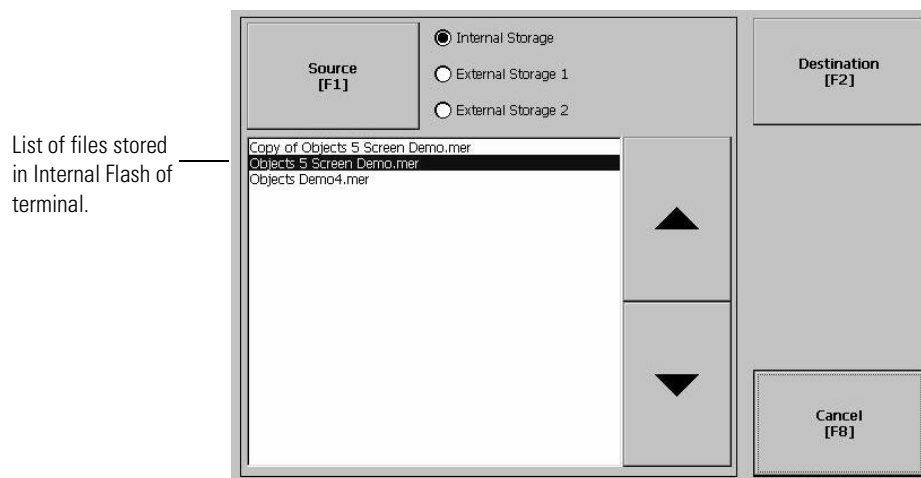 Source
[F1]
Internal Storage
External Storage 1
External Storage 2
Destination
[F2]
List of files stored
in Internal Flash of
terminal.
Copy of Objects 5 Screen Demo.mer
Objects 5 Screen Demo.mer
Objects Demo4.mer
Cancel
[F8]